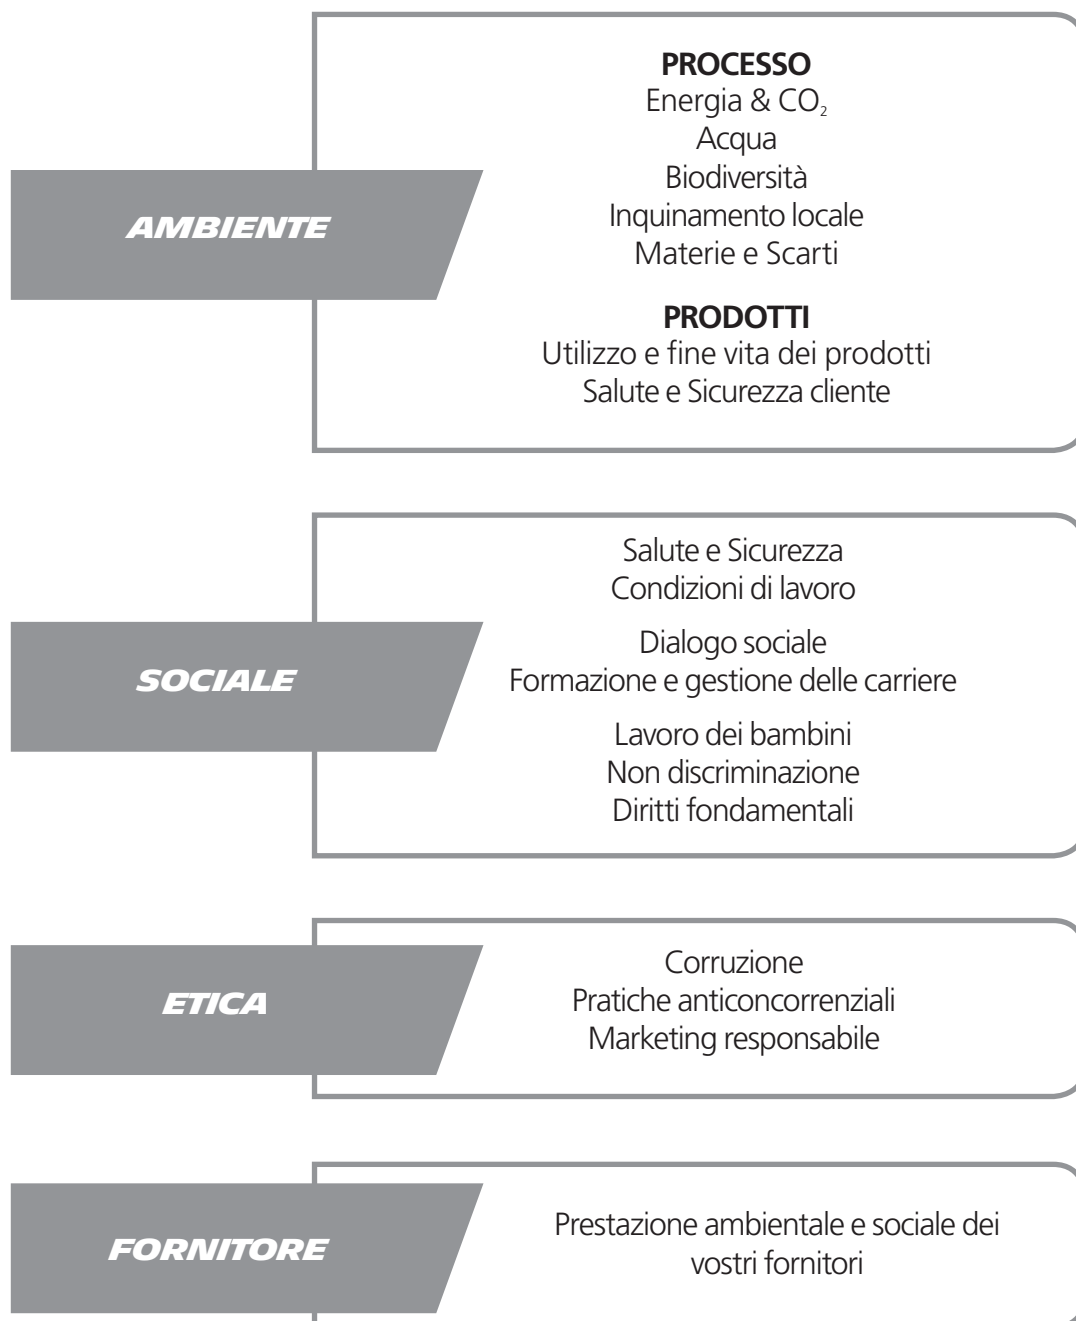 AMBIENTE
PROCESSO
Energia & CO₂
Acqua
Biodiversità
Inquinamento locale
Materie e Scarti
PRODOTTI
Utilizzo e fine vita dei prodotti
Salute e Sicurezza cliente
SOCIALE
Salute e Sicurezza
Condizioni di lavoro
Dialogo sociale
Formazione e gestione delle carriere
Lavoro dei bambini
Non discriminazione
Diritti fondamentali
ETICA
Corruzione
Pratiche anticoncorrenziali
Marketing responsabile
FORNITORE
Prestazione ambientale e sociale dei
vostri fornitori